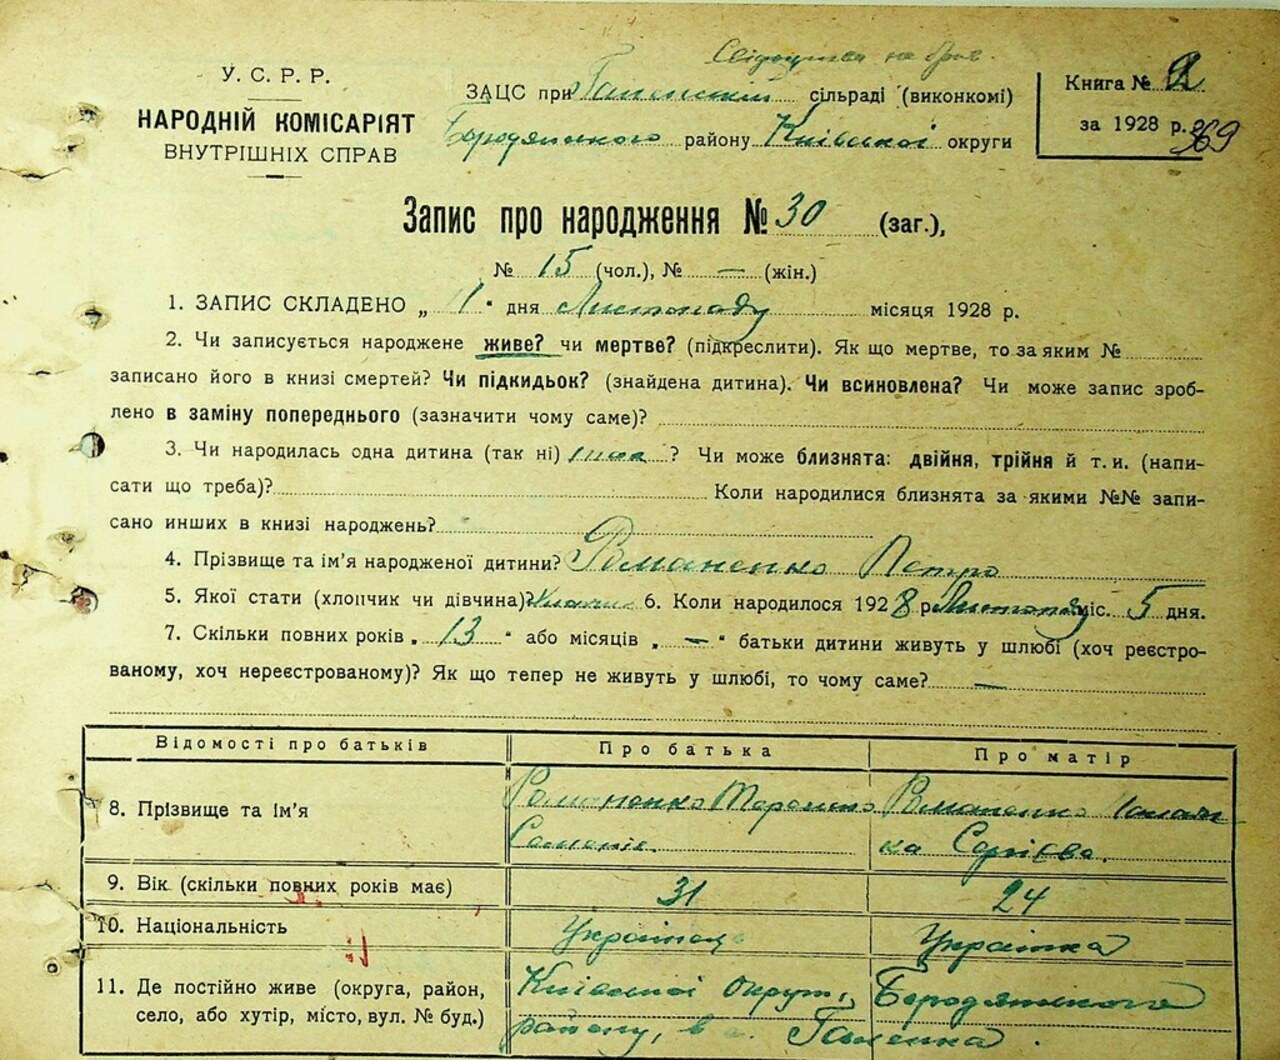 Свідоцтва на
У. С. Р. Р.
НАРОДНІЙ КОМІСАРІЯТ
ВНУТРІШНІХ СПРАВ
ЗАЦС при сільраді (виконкомі)
Бородянського району Київської округи
Книга № 2
за 1928 р. 369
Запис про народження № 30 (заг.),
№ 15 (чол.), № — (жін.)
1. ЗАПИС СКЛАДЕНО „ 11 " дня Листопаду місяця 1928 р.
2. Чи записується народжене живе? чи мертве? (підкреслити). Як що мертве, то за яким №
записано його в книзі смертей? Чи підкидьок? (знайдена дитина). Чи всиновлена? Чи може запис зроб-
лено в заміну попереднього (зазначити чому саме)?
3. Чи народилась одна дитина (так ні) так ? Чи може близнята: двійня, трійня й т. и. (напи-
сати що треба)? Коли народилися близнята за якими №№ запи-
сано инших в книзі народжень?
4. Прізвище та ім'я народженої дитини? Романенко Петро
5. Якої стати (хлопчик чи дівчина)? Хлопчик 6. Коли народилося 1928 р. Листопаду міс. 5 дня.
7. Скільки повних років „ 13 " або місяців „ — " батьки дитини живуть у шлюбі (хоч реєстро-
ваному, хоч нереєстрованому)? Як що тепер не живуть у шлюбі, то чому саме? —
Відомості про батьків Про батька Про матір
8. Прізвище та ім'я Романенко Романенко
ка
9. Вік (скільки повних років має) 31 24
10. Національність Українець Українка
11. Де постійно живе (округа, район, Київської округи, Бородянського
село, або хутір, місто, вул. № буд.) району, в с.